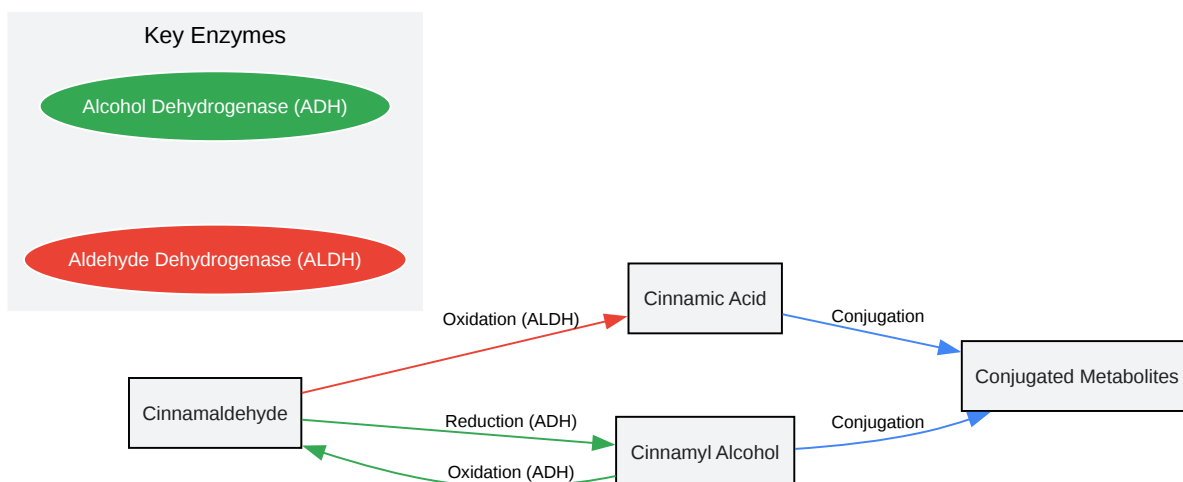 Key Enzymes
Alcohol Dehydrogenase (ADH)
Aldehyde Dehydrogenase (ALDH)
Cinnamic Acid
Oxidation (ALDH)
Conjugation
Conjugated Metabolites
Cinnamaldehyde
Reduction (ADH)
Conjugation
Cinnamyl Alcohol
Oxidation (ADH)